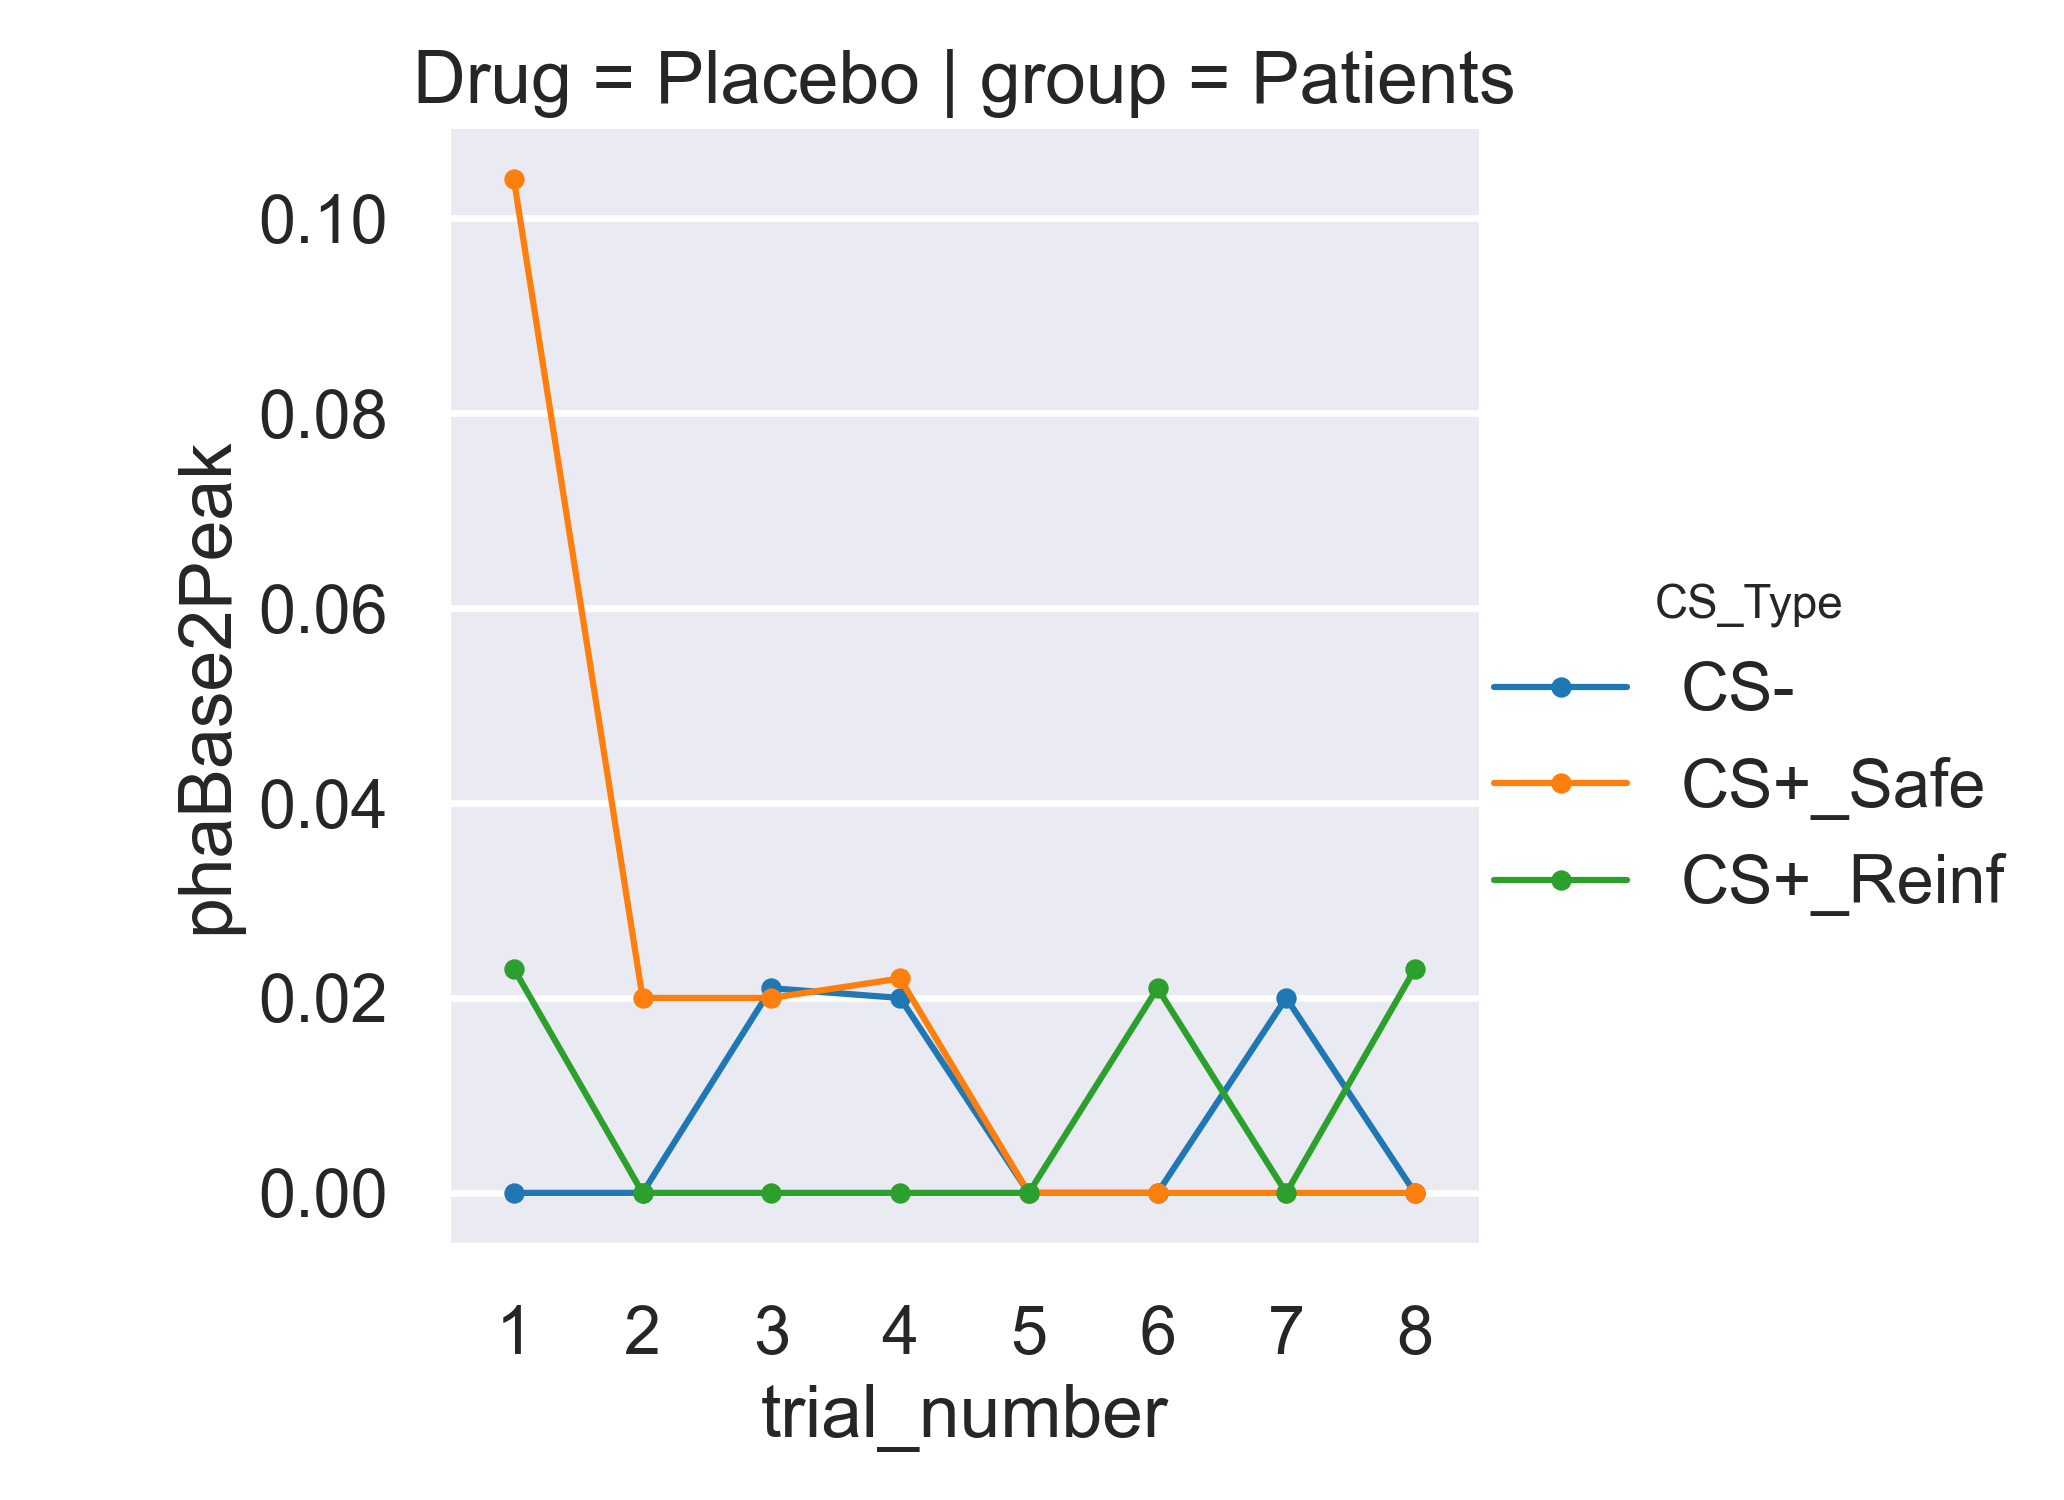 Drug = Placebo | group = Patients
phaBase2Peak
0.10
0.08
0.06
0.04
0.02
0.00
1 2 3 4 5 6 7 8
trial_number
CS_Type
CS-
CS+_Safe
CS+_Reinf